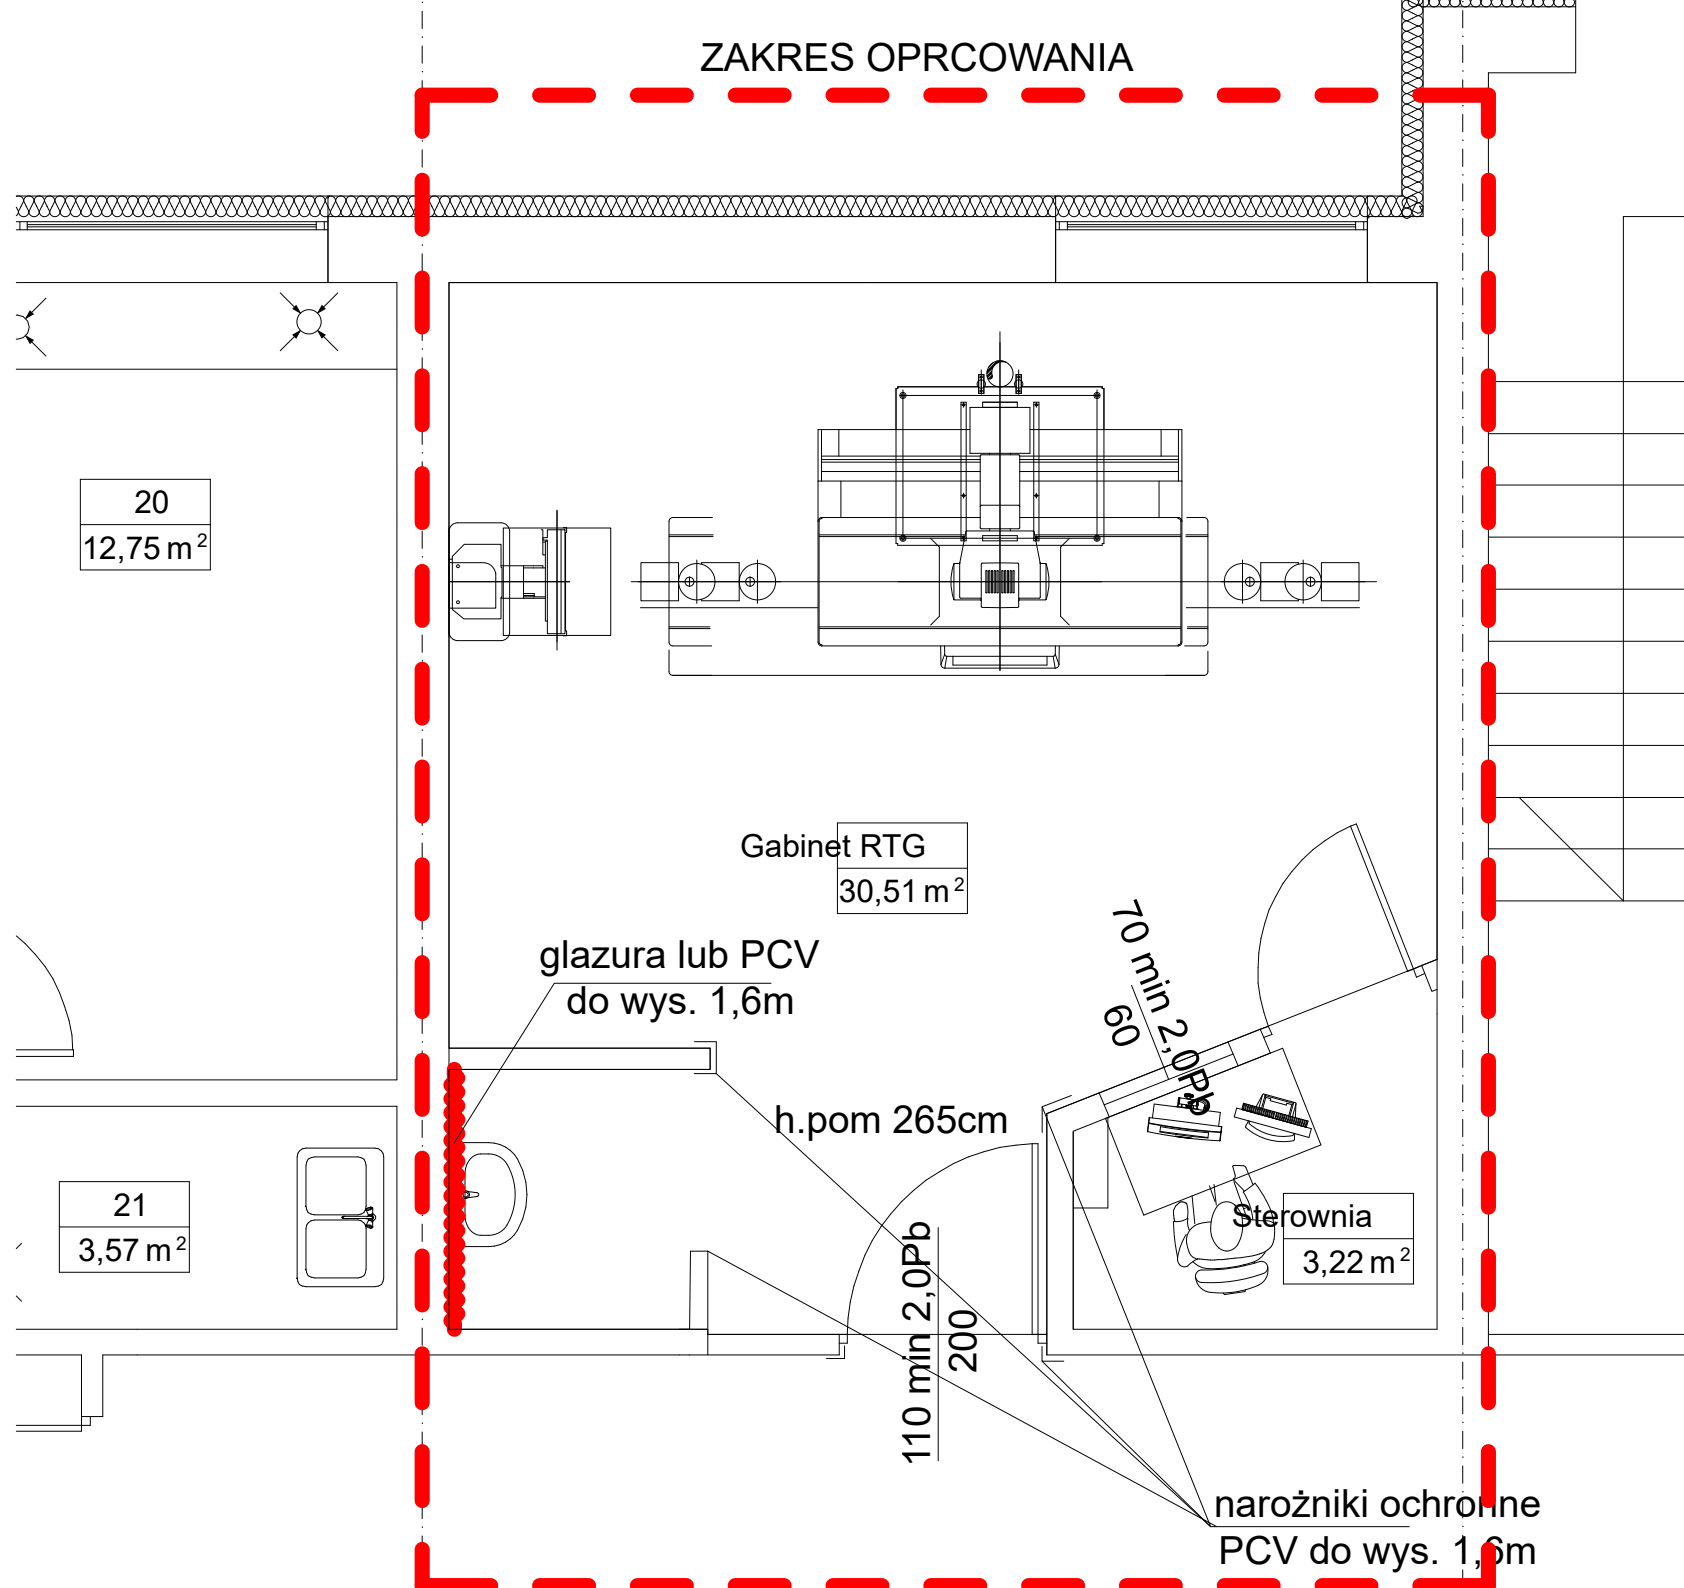 ZAKRES OPRCOWANIA
20
12,75 m²
Gabinet RTG
30,51 m²
glazura lub PCV
do wys. 1,6m
70 min 2,0Pb
60
h.pom 265cm
21
3,57 m²
Sterownia
3,22 m²
110 min 2,0Pb
200
narożniki ochronne
PCV do wys. 1,6m